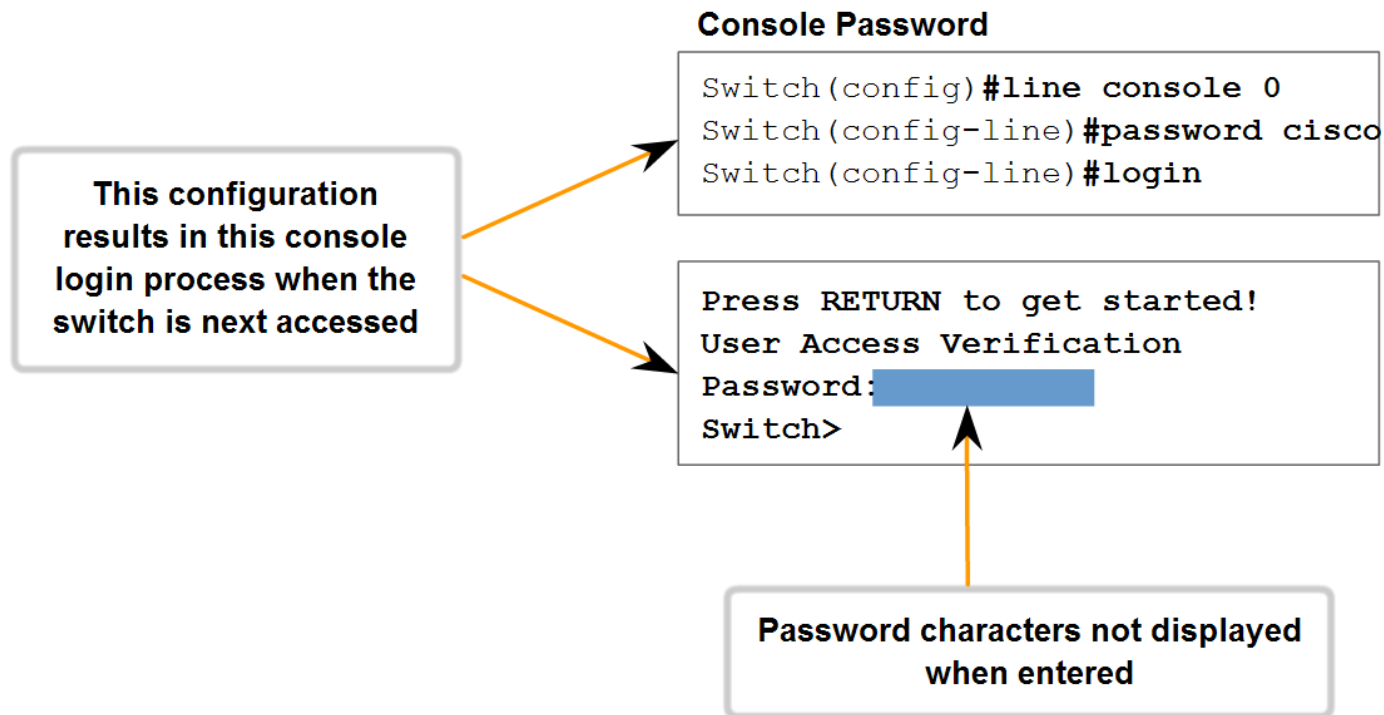 Console Password
Switch(config)#line console 0
Switch(config-line)#password cisco
Switch(config-line)#login
This configuration
results in this console
login process when the
switch is next accessed
Press RETURN to get started!
User Access Verification
Password:
Switch>
Password characters not displayed
when entered